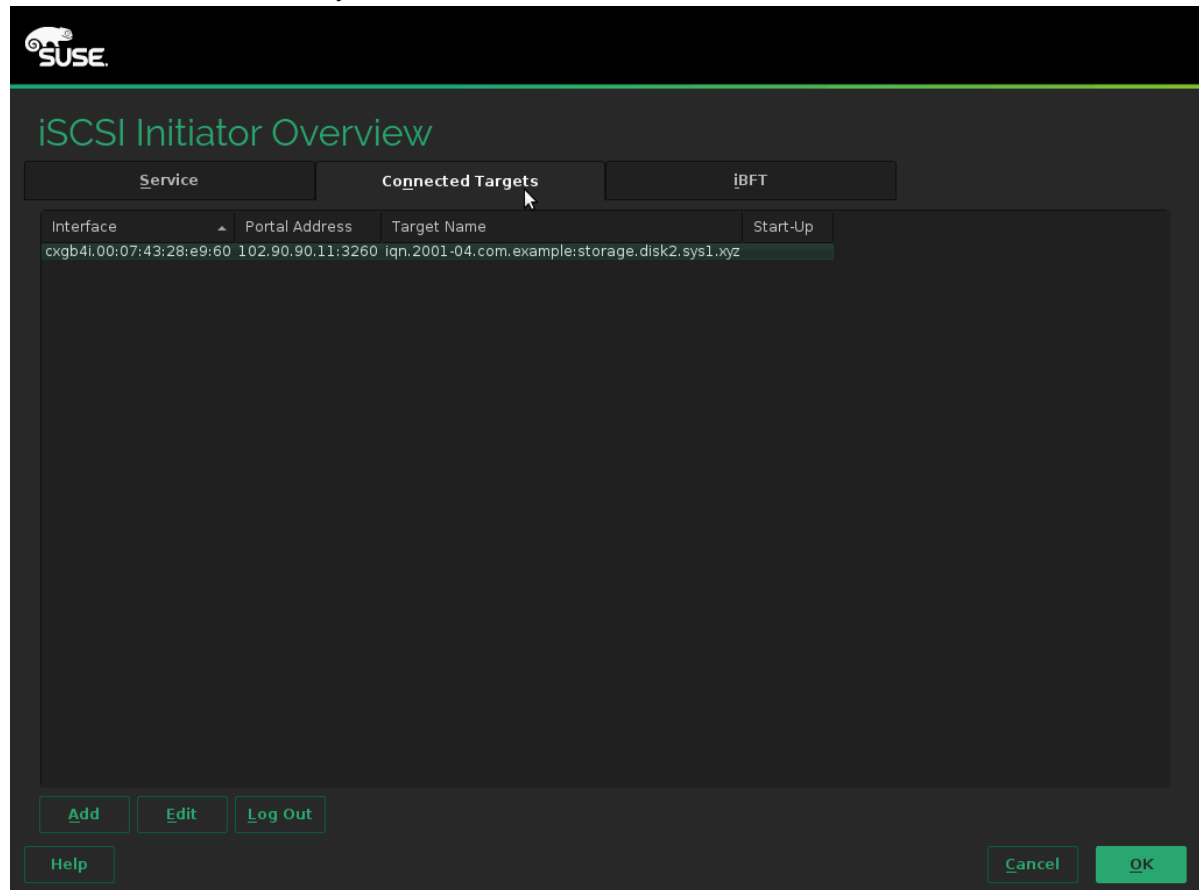 SUSE.
iSCSI Initiator Overview
Service Connected Targets iBFT
Interface Portal Address Target Name Start-Up
cxgb4i.00:07:43:28:e9:60 102.90.90.11:3260 iqn.2001-04.com.example:storage.disk2.sys1.xyz
Add Edit Log Out
Help Cancel OK